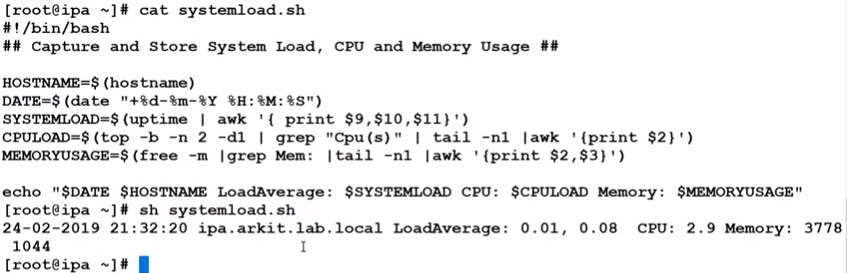 [root@ipa ~]# cat systemload.sh
#!/bin/bash
## Capture and Store System Load, CPU and Memory Usage ##
HOSTNAME=$(hostname)
DATE=$(date "+%d-%m-%Y %H:%M:%S")
SYSTEMLOAD=$(uptime | awk '{ print $9,$10,$11}')
CPULOAD=$(top -b -n 2 -d1 | grep "Cpu(s)" | tail -n1 |awk '{print $2}')
MEMORYUSAGE=$(free -m |grep Mem: |tail -n1 |awk '{print $2,$3}')
echo "$DATE $HOSTNAME LoadAverage: $SYSTEMLOAD CPU: $CPULOAD Memory: $MEMORYUSAGE"
[root@ipa ~]# sh systemload.sh
24-02-2019 21:32:20 ipa.arkit.lab.local LoadAverage: 0.01, 0.08  CPU: 2.9 Memory: 3778
 1044
[root@ipa ~]#